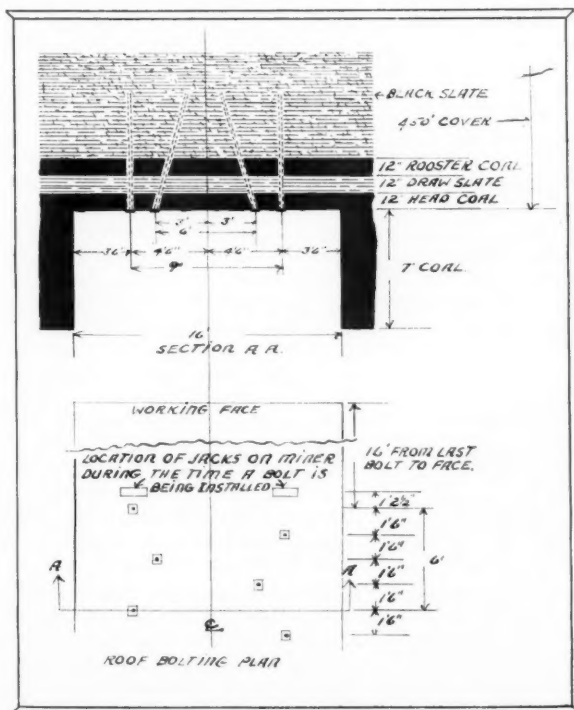 BLACK SLATE
450' COVER
12" ROOSTER COAL
12" DRAW SLATE
12" HEAD COAL
3' 3'
6'
3'6" 4'6" 4'6" 3'6"
9'
7' COAL
16'
SECTION A A.
WORKING FACE
LOCATION OF JACKS ON MINER
DURING THE TIME A BOLT IS
BEING INSTALLED
16' FROM LAST
BOLT TO FACE.
1' 2½"
1'6"
1'6"
6'
1'6"
1'6"
A A
℄
ROOF BOLTING PLAN